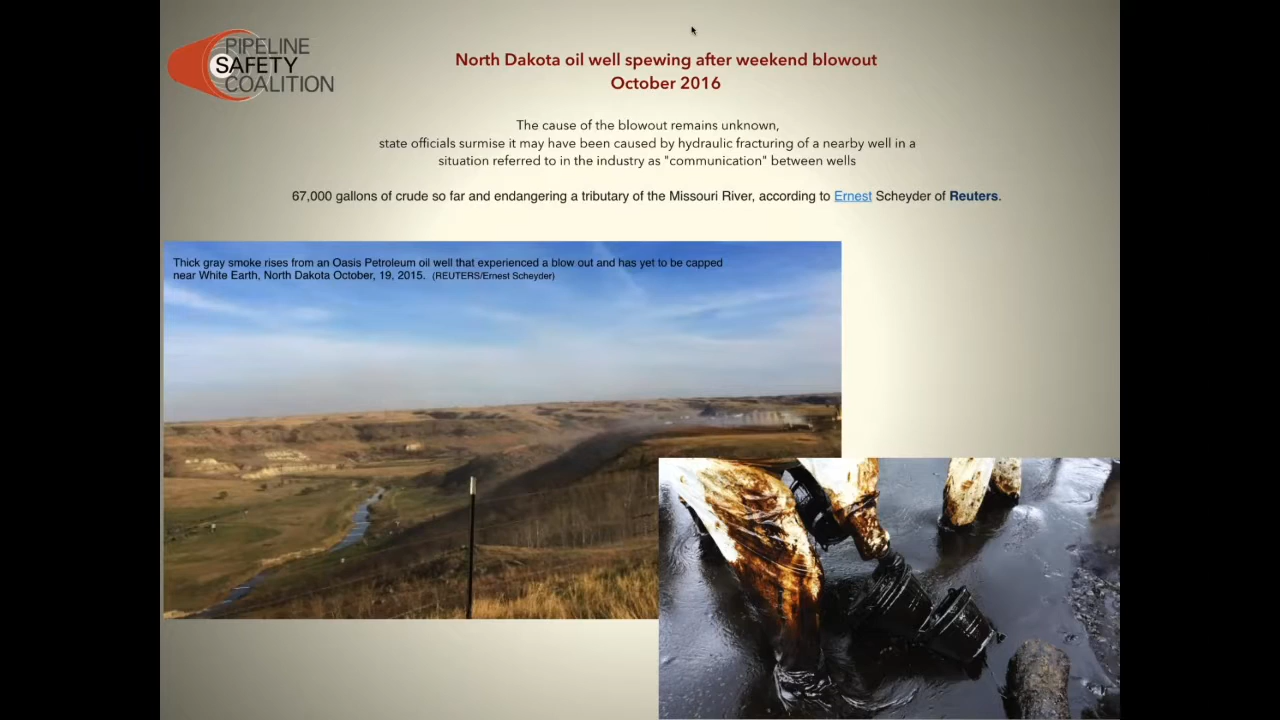 PIPELINE
SAFETY
COALITION
North Dakota oil well spewing after weekend blowout
October 2016
The cause of the blowout remains unknown,
state officials surmise it may have been caused by hydraulic fracturing of a nearby well in a
situation referred to in the industry as "communication" between wells
67,000 gallons of crude so far and endangering a tributary of the Missouri River, according to Ernest Scheyder of Reuters.
Thick gray smoke rises from an Oasis Petroleum oil well that experienced a blow out and has yet to be capped
near White Earth, North Dakota October, 19, 2015. (REUTERS/Ernest Scheyder)